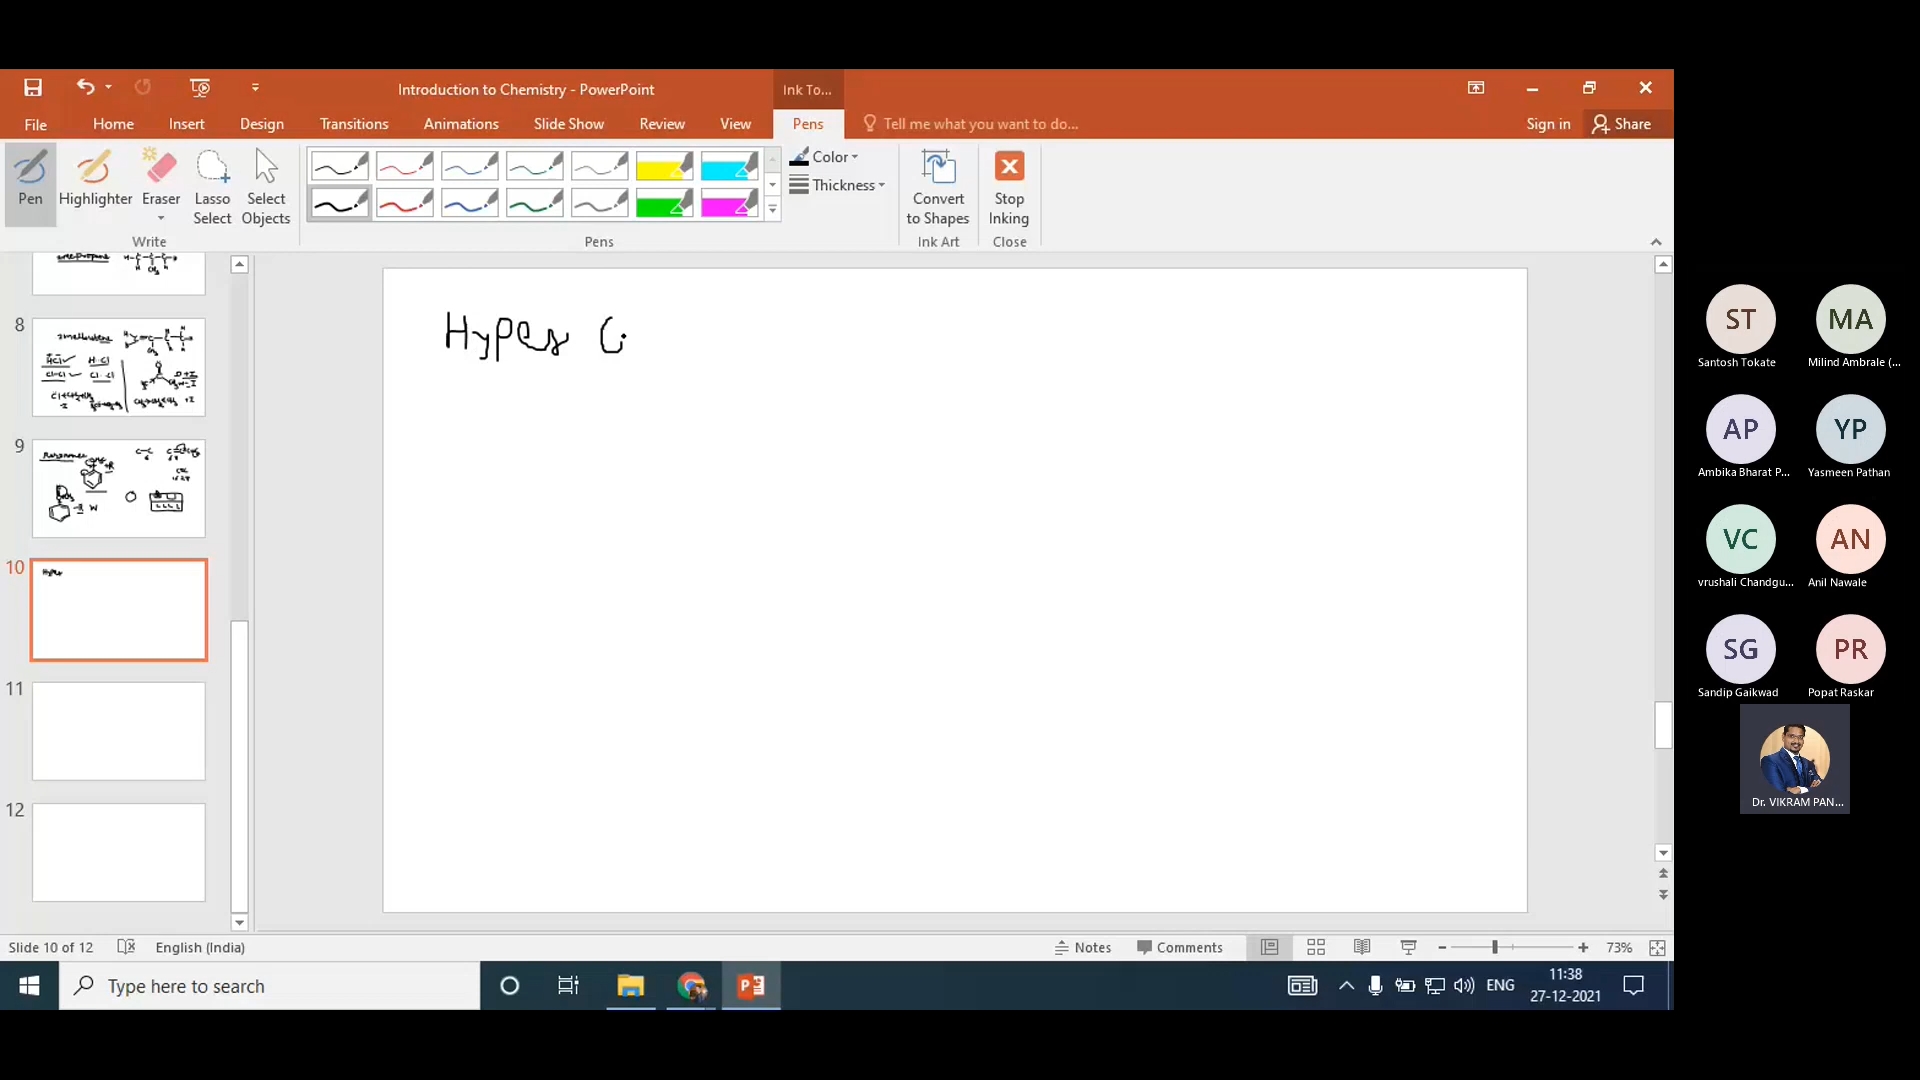 Introduction to Chemistry - PowerPoint
Ink To...
File
Home
Insert
Design
Transitions
Animations
Slide Show
Review
View
Pens
Tell me what you want to do...
Sign in
Share
Pen
Highlighter
Eraser
Lasso Select
Select Objects
Write
Pens
Color
Thickness
Convert to Shapes
Ink Art
Stop Inking
Close
8
9
Resonance
10
Hyper
11
12
Hyper C
ST
Santosh Tokate
MA
Milind Ambrale (...
AP
Ambika Bharat P...
YP
Yasmeen Pathan
VC
vrushali Chandgu...
AN
Anil Nawale
SG
Sandip Gaikwad
PR
Popat Raskar
Dr. VIKRAM PAN...
Slide 10 of 12
English (India)
Notes
Comments
73%
Type here to search
ENG
11:38
27-12-2021